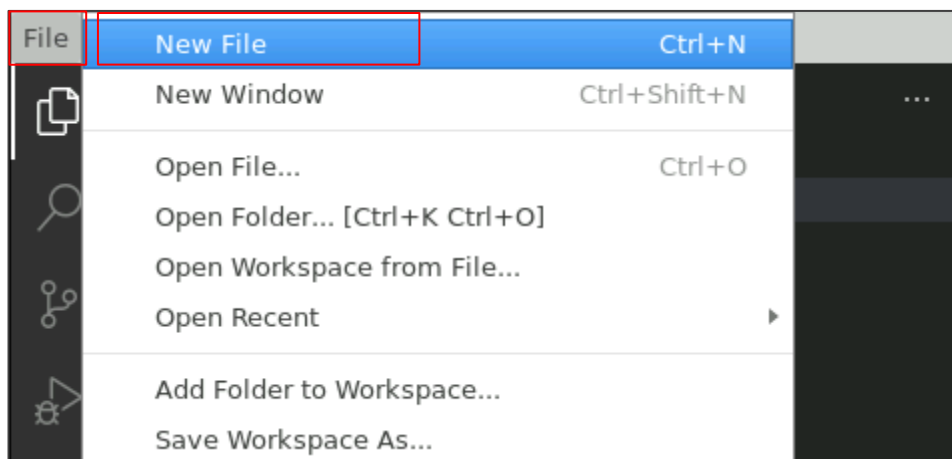 File
New File Ctrl+N
New Window Ctrl+Shift+N
Open File... Ctrl+O
Open Folder... [Ctrl+K Ctrl+O]
Open Workspace from File...
Open Recent
Add Folder to Workspace...
Save Workspace As...